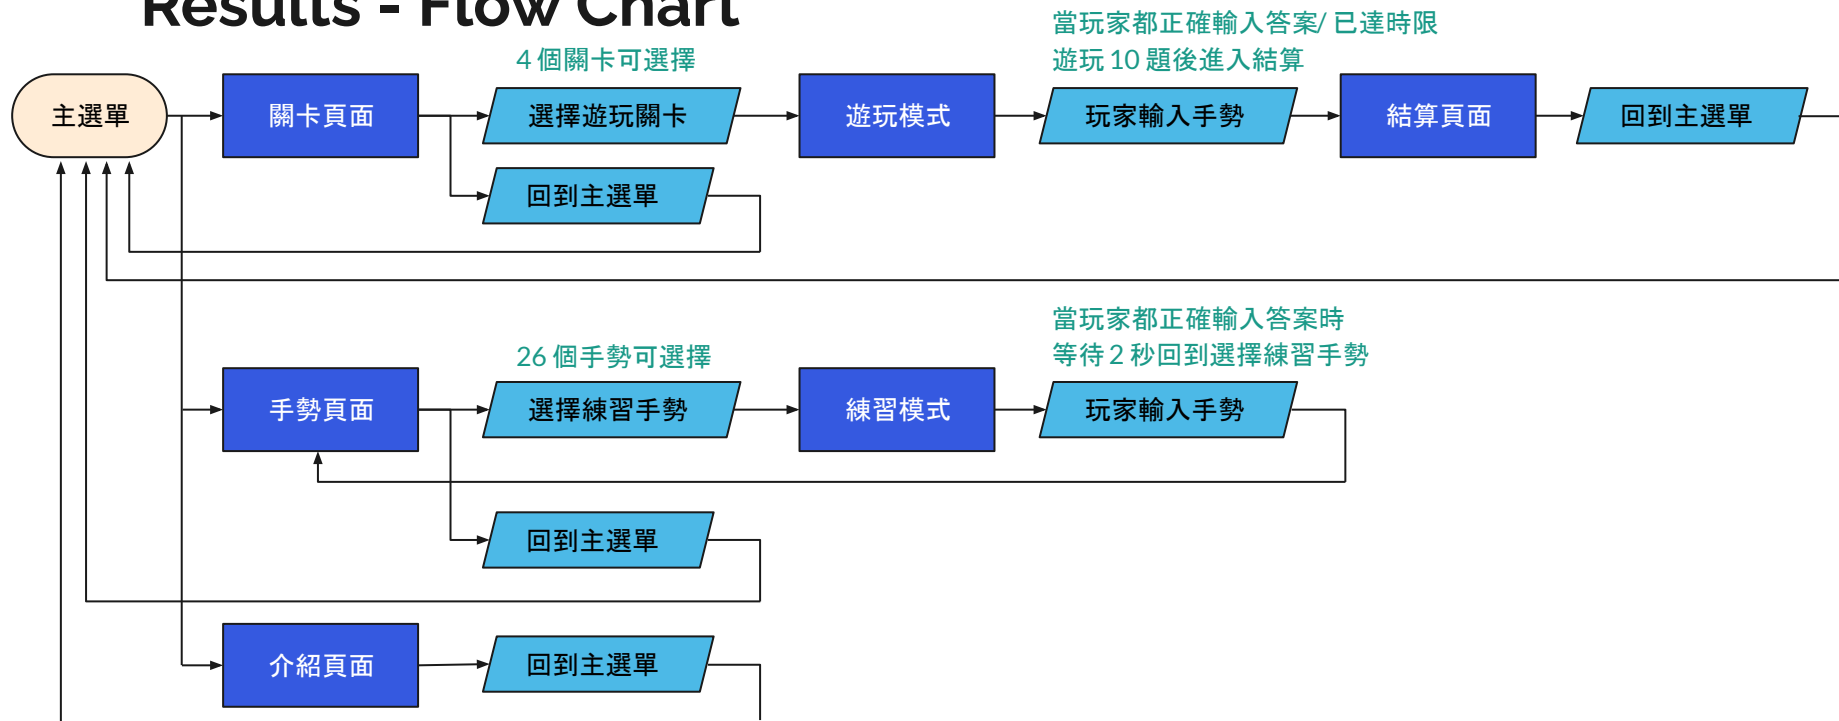 Results - Flow Chart
當玩家都正確輸入答案/ 已達時限
遊玩 10 題後進入結算
4 個關卡可選擇
主選單
關卡頁面
選擇遊玩關卡
遊玩模式
玩家輸入手勢
結算頁面
回到主選單
回到主選單
當玩家都正確輸入答案時
等待 2 秒回到選擇練習手勢
26 個手勢可選擇
手勢頁面
選擇練習手勢
練習模式
玩家輸入手勢
回到主選單
介紹頁面
回到主選單